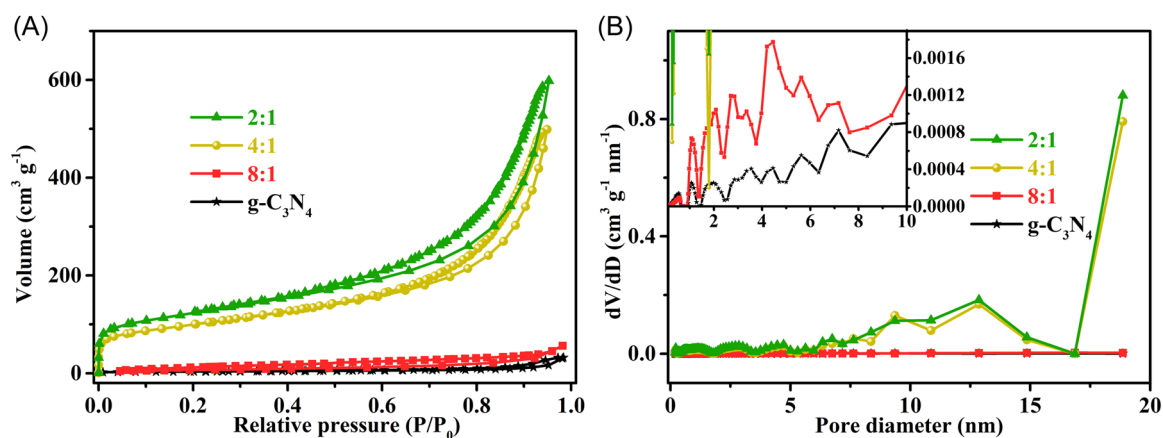 (A)
600
400
200
0
Volume (cm³ g⁻¹)
2:1
4:1
8:1
g-C₃N₄
0.0 0.2 0.4 0.6 0.8 1.0
Relative pressure (P/P₀)
(B)
0.8
0.4
0.0
dV/dD (cm³ g⁻¹ nm⁻¹)
0.0016
0.0012
0.0008
0.0004
0.0000
2 4 6 8 10
2:1
4:1
8:1
g-C₃N₄
0 5 10 15 20
Pore diameter (nm)